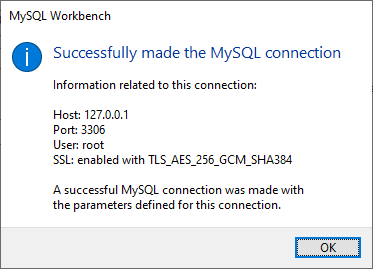 MySQL Workbench
Successfully made the MySQL connection
Information related to this connection:
Host: 127.0.0.1
Port: 3306
User: root
SSL: enabled with TLS_AES_256_GCM_SHA384
A successful MySQL connection was made with
the parameters defined for this connection.
OK